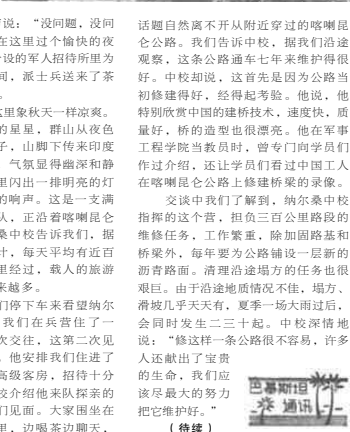 说：“没问题，没问
在这里过个愉快的夜
设的军人招待所里为
间，派士兵送来了茶
里象秋天一样凉爽。
的星星，群山从夜色
子，山脚下传来印度
气氛显得幽深和静
里闪出一排明亮的灯
的响声。这是一支满
人，正沿着喀喇昆仑
桑中校告诉我们，据
计，每天平均有近百
里经过，载人的旅游
来越多。
们停下车来看望纳尔
我们在兵营住了一
次交往，这第二次见
。他安排我们住进了
高级客房，招待十分
校介绍他来队探亲的
们见面。大家围坐在
里，边喝茶边聊天，
话题自然离不开从附近穿过的喀喇昆
仑公路。我们告诉中校，据我们沿途
观察，这条公路通车七年来维护得很
好。中校却说，这首先是因为公路当
初修建得好，经得起考验。他说，他
特别欣赏中国的建桥技术，速度快，质
量好，桥的造型也很漂亮。他在军事
工程学院当教员时，曾专门向学员们
作过介绍，还让学员们看过中国工人
在喀喇昆仑公路上修建桥梁的录像。
交谈中我们了解到，纳尔桑中校
指挥的这个营，担负三百公里路段的
维修任务，工作繁重，除加固路基和
桥梁外，每年要为公路铺设一层新的
沥青路面。清理沿途塌方的任务也很
艰巨。由于沿途地质情况不佳，塌方、
滑坡几乎天天有，夏季一场大雨过后，
会同时发生二三十起。中校深情地
说：“修这样一条公路很不容易，许多
人还献出了宝贵
的生命，我们应
该尽最大的努力
把它维护好。”
（待续）
巴基斯坦
通讯